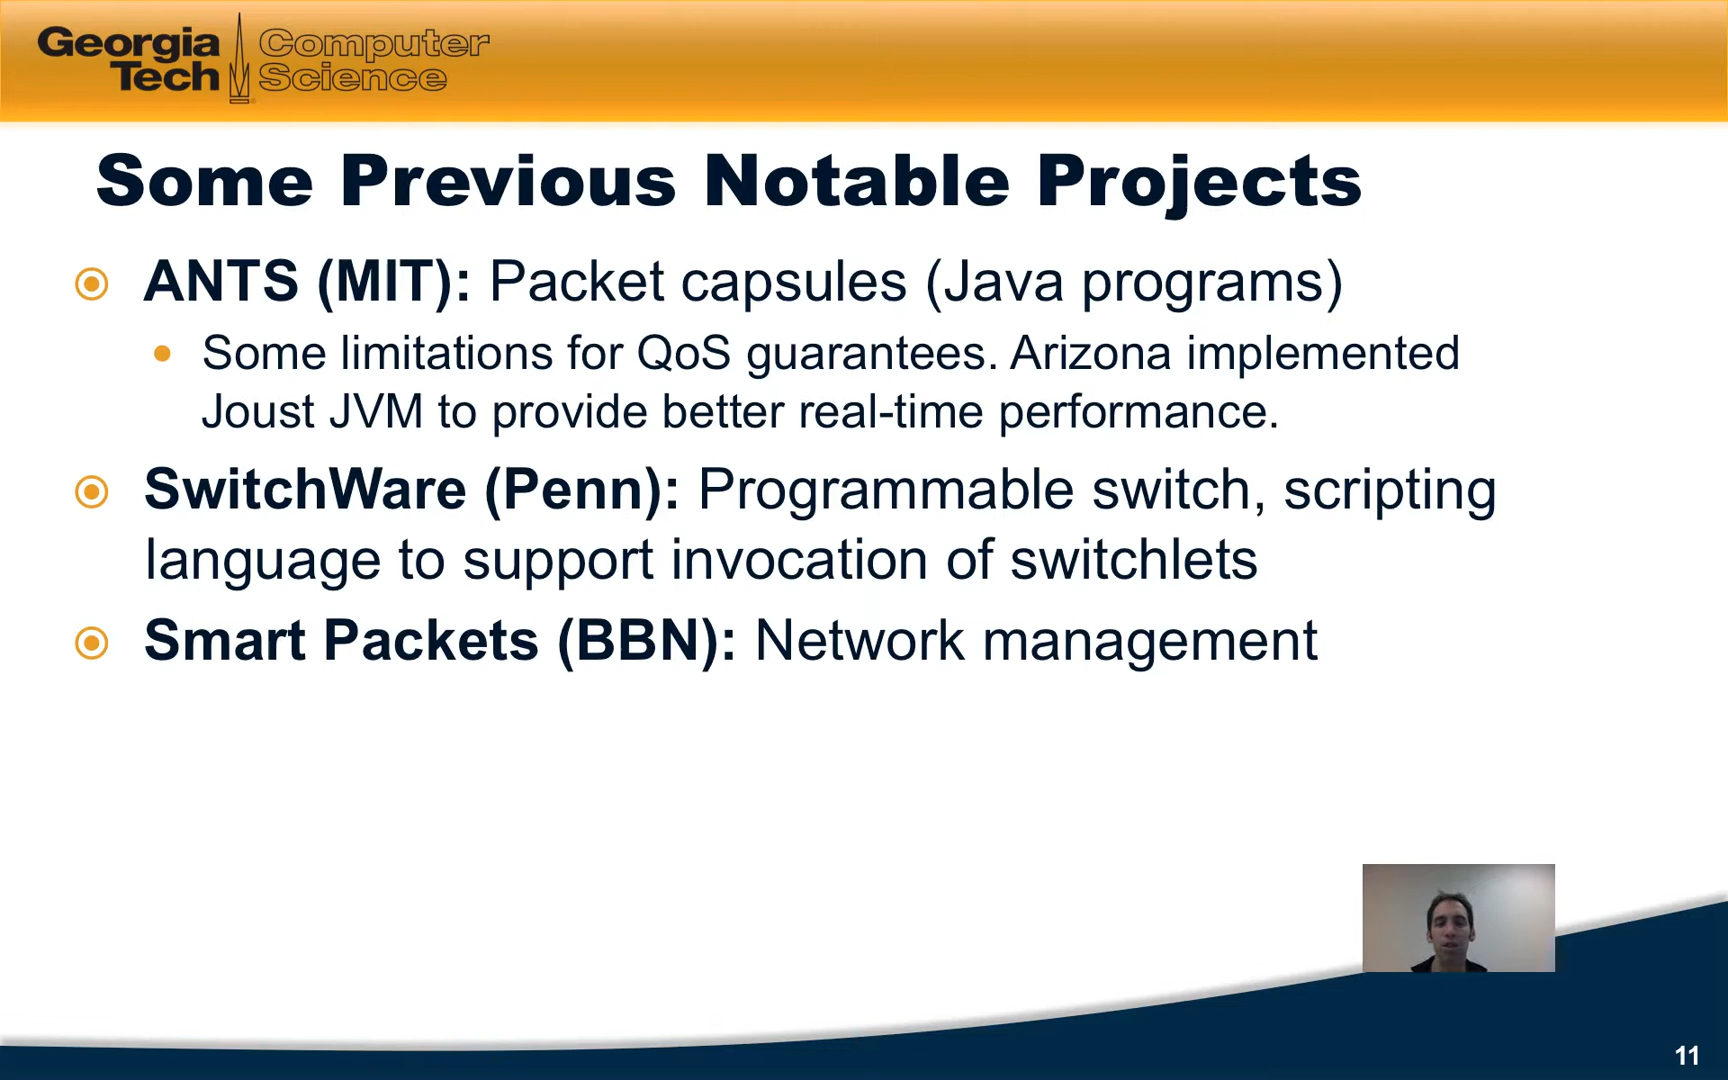 Georgia Tech Computer Science
Some Previous Notable Projects
ANTS (MIT): Packet capsules (Java programs)
Some limitations for QoS guarantees. Arizona implemented
Joust JVM to provide better real-time performance.
SwitchWare (Penn): Programmable switch, scripting
language to support invocation of switchlets
Smart Packets (BBN): Network management
11